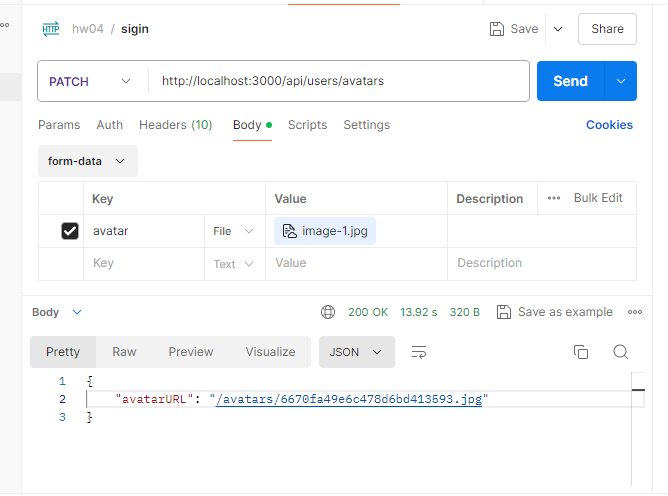 HTTP hw04 / sigin Save Share
PATCH http://localhost:3000/api/users/avatars Send
Params Auth Headers (10) Body Scripts Settings Cookies
form-data
Key Value Description Bulk Edit
avatar File image-1.jpg
Key Text Value Description
Body 200 OK 13.92 s 320 B Save as example
Pretty Raw Preview Visualize JSON
1 {
2 "avatarURL": "/avatars/6670fa49e6c478d6bd413593.jpg"
3 }